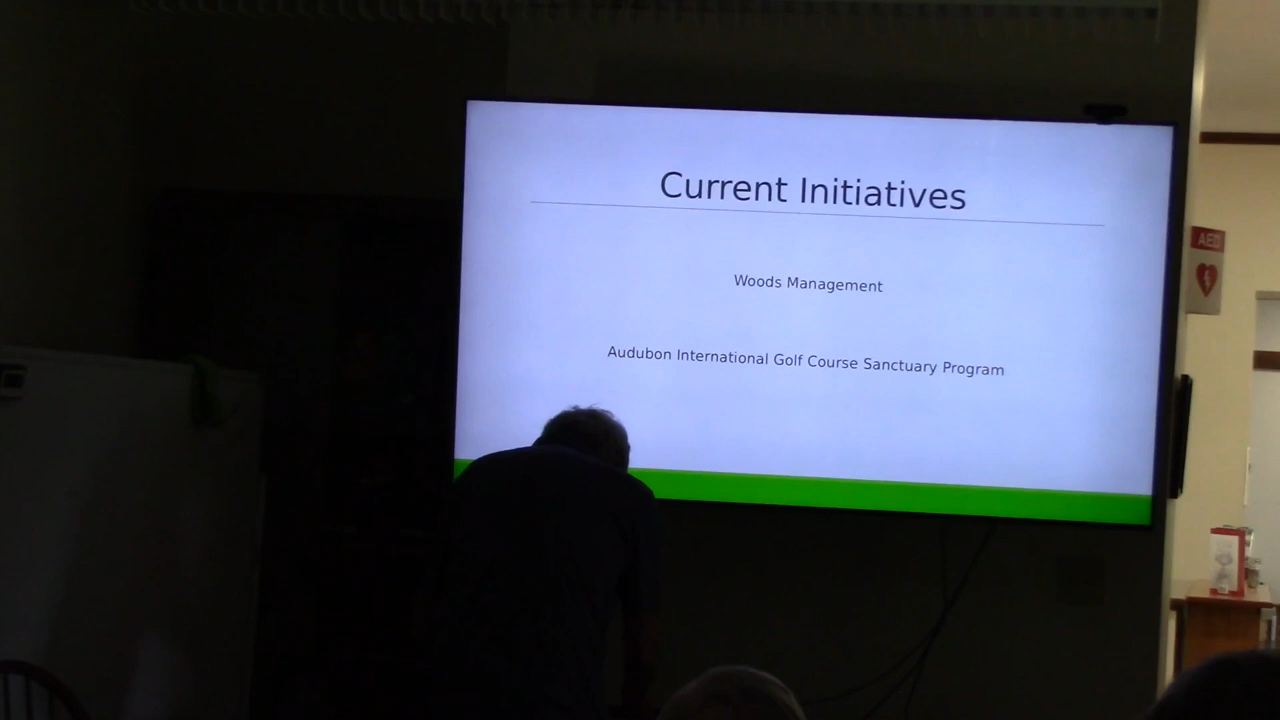 Current Initiatives
AED
Woods Management
Audubon International Golf Course Sanctuary Program